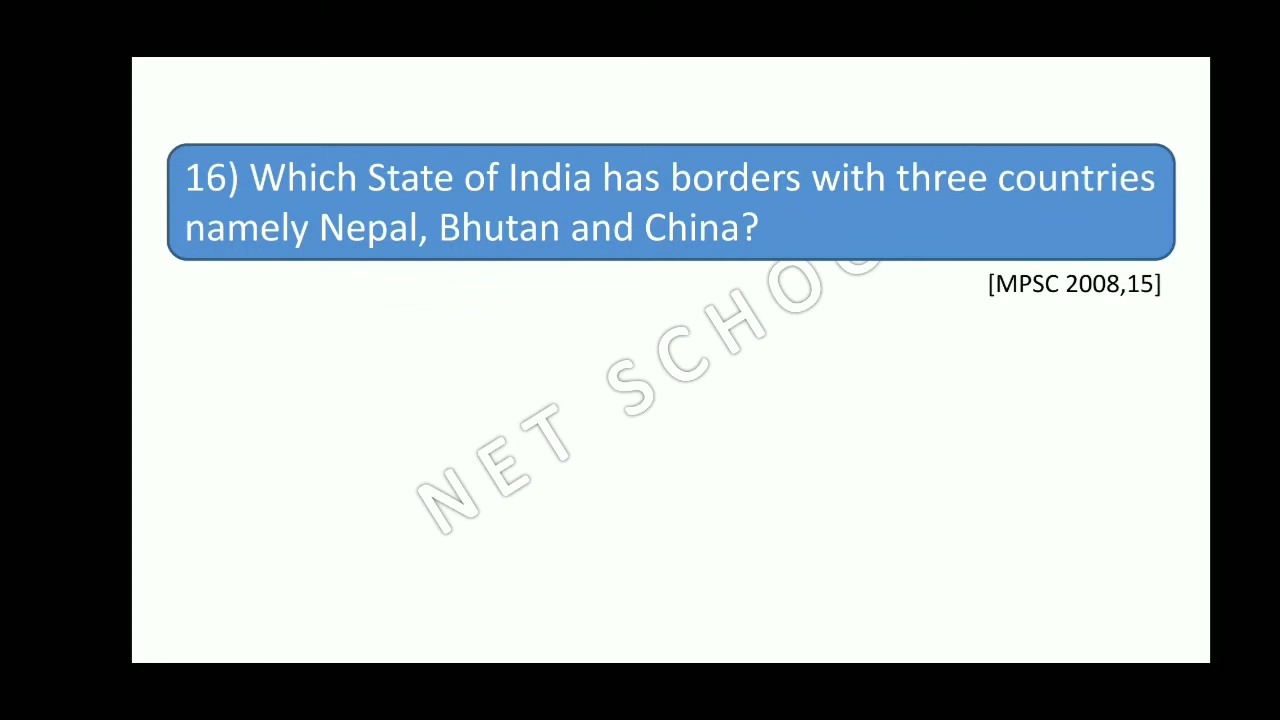 16) Which State of India has borders with three countries
namely Nepal, Bhutan and China?
[MPSC 2008,15]
NET SCHOO